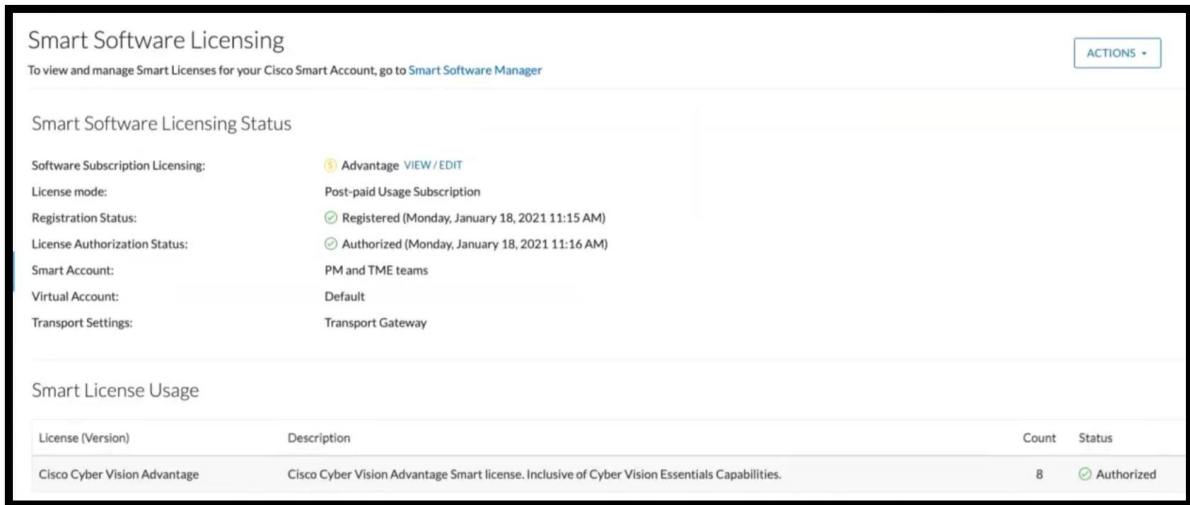 Smart Software Licensing
ACTIONS
To view and manage Smart Licenses for your Cisco Smart Account, go to Smart Software Manager
Smart Software Licensing Status
Software Subscription Licensing: $ Advantage VIEW / EDIT
License mode: Post-paid Usage Subscription
Registration Status: Registered (Monday, January 18, 2021 11:15 AM)
License Authorization Status: Authorized (Monday, January 18, 2021 11:16 AM)
Smart Account: PM and TME teams
Virtual Account: Default
Transport Settings: Transport Gateway
Smart License Usage
License (Version) Description Count Status
Cisco Cyber Vision Advantage Cisco Cyber Vision Advantage Smart license. Inclusive of Cyber Vision Essentials Capabilities. 8 Authorized